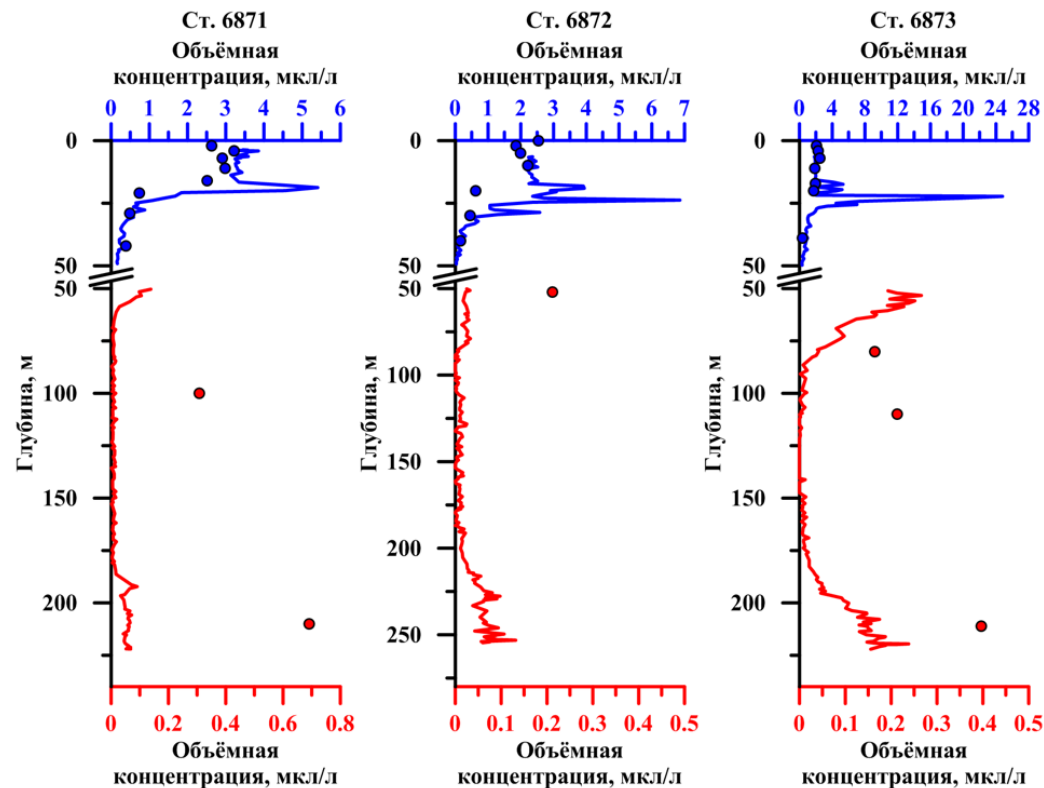 Ст. 6871
Объёмная
концентрация, мкл/л
0 1 2 3 4 5 6
0
50
50
100
150
200
Глубина, м
0 0.2 0.4 0.6 0.8
Объёмная
концентрация, мкл/л
Ст. 6872
Объёмная
концентрация, мкл/л
0 1 2 3 4 5 6 7
0
50
50
100
150
200
250
Глубина, м
0 0.1 0.2 0.3 0.4 0.5
Объёмная
концентрация, мкл/л
Ст. 6873
Объёмная
концентрация, мкл/л
0 4 8 12 16 20 24 28
0
50
50
100
150
200
Глубина, м
0 0.1 0.2 0.3 0.4 0.5
Объёмная
концентрация, мкл/л